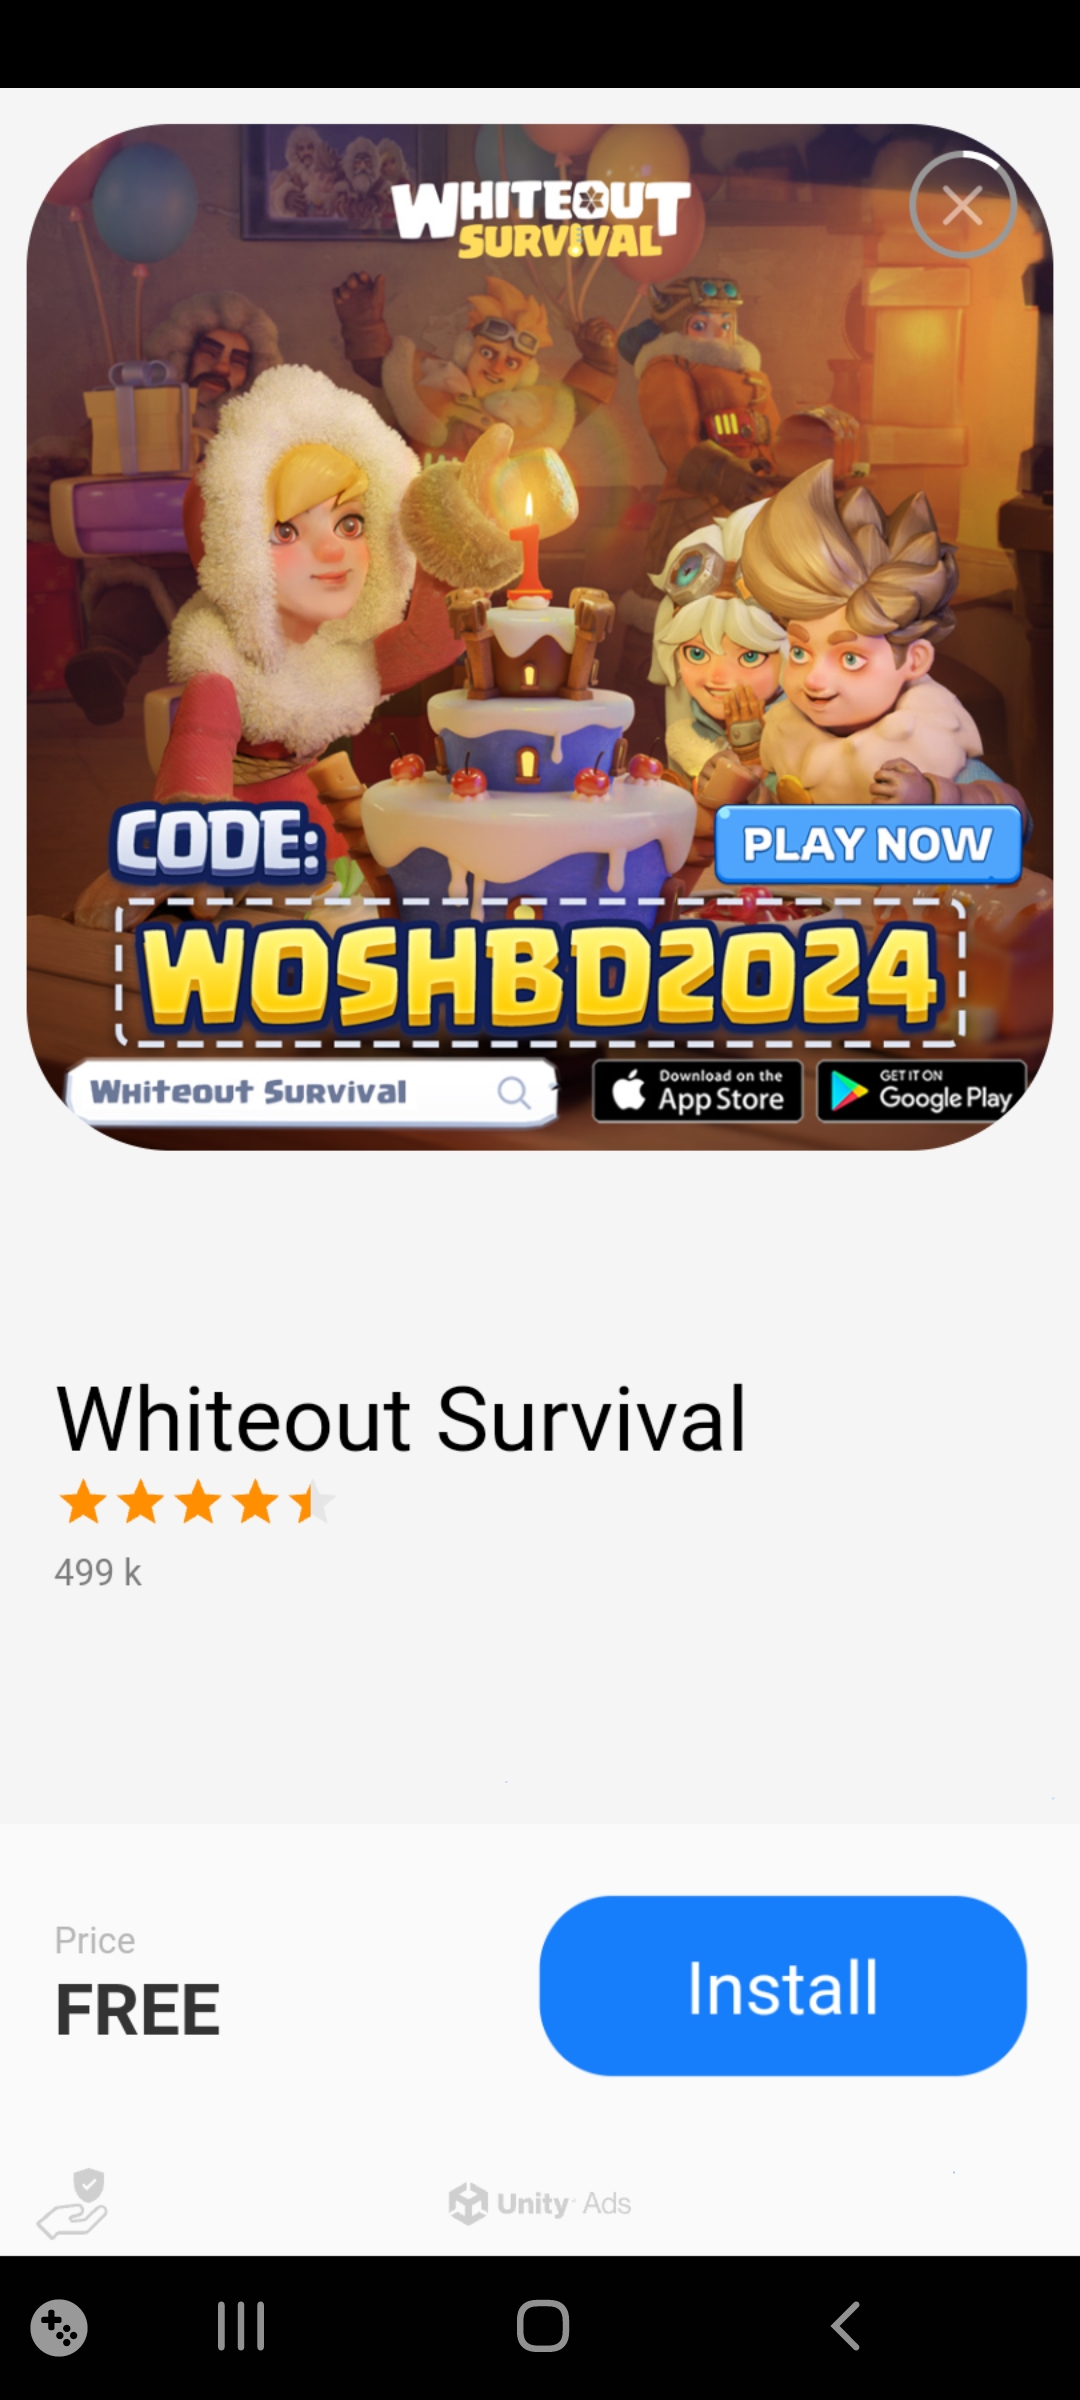 WHITEOUT
SURVIVAL
CODE:
PLAY NOW
WOSHBD2024
Whiteout Survival
Download on the
App Store
GET IT ON
Google Play
Whiteout Survival
499 k
Price
FREE
Install
Unity Ads